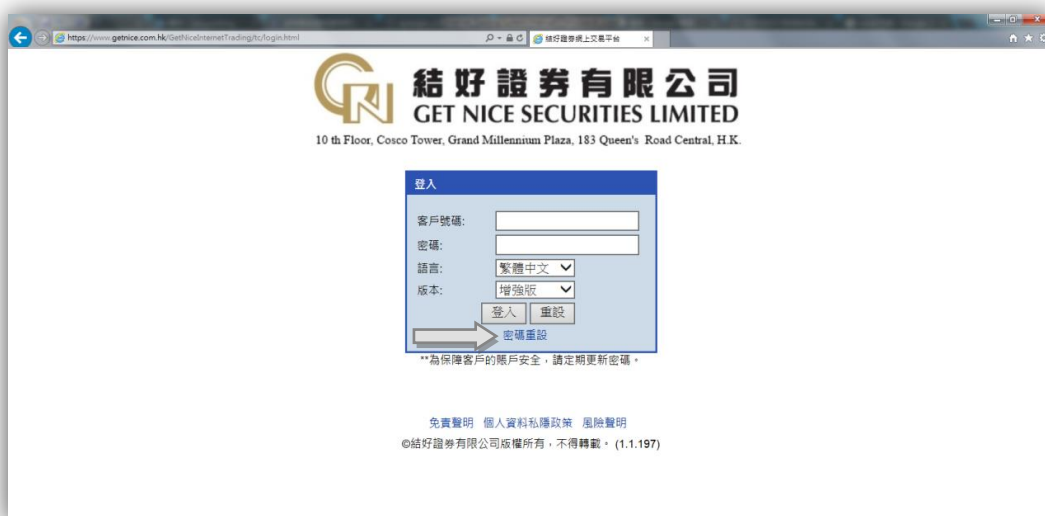 https://www.getnice.com.hk/GetNiceInternetTrading/tc/login.html
結好證券網上交易平台
結好證券有限公司
GET NICE SECURITIES LIMITED
10 th Floor, Cosco Tower, Grand Millennium Plaza, 183 Queen's Road Central, H.K.
登入
客戶號碼:
密碼:
語言: 繁體中文
版本: 增強版
登入 重設
密碼重設
**為保障客戶的賬戶安全，請定期更新密碼。
免責聲明 個人資料私隱政策 風險聲明
©結好證券有限公司版權所有，不得轉載。 (1.1.197)